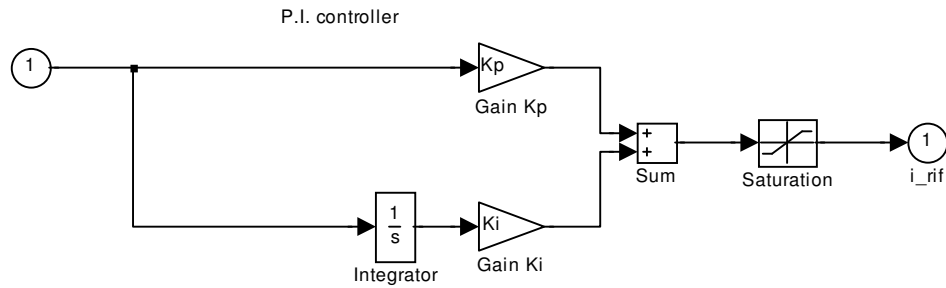 P.I. controller
1
Kp
Gain Kp
+
+
Sum
Saturation
1
i_rif
1
s
Integrator
Ki
Gain Ki